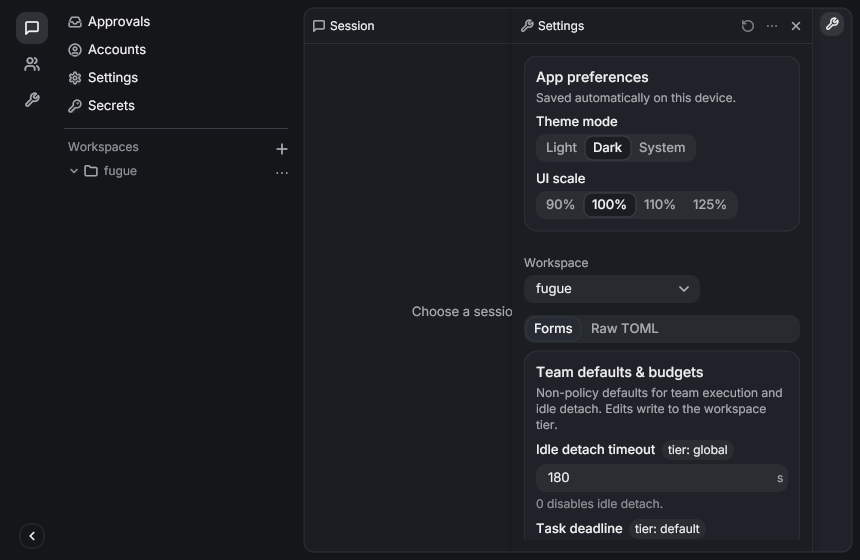 Approvals
Accounts
Settings
Secrets
Workspaces
fugue
Session
Choose a sessio
Settings
App preferences
Saved automatically on this device.
Theme mode
Light Dark System
UI scale
90% 100% 110% 125%
Workspace
fugue
Forms Raw TOML
Team defaults & budgets
Non-policy defaults for team execution and
idle detach. Edits write to the workspace
tier.
Idle detach timeout tier: global
180 s
0 disables idle detach.
Task deadline tier: default